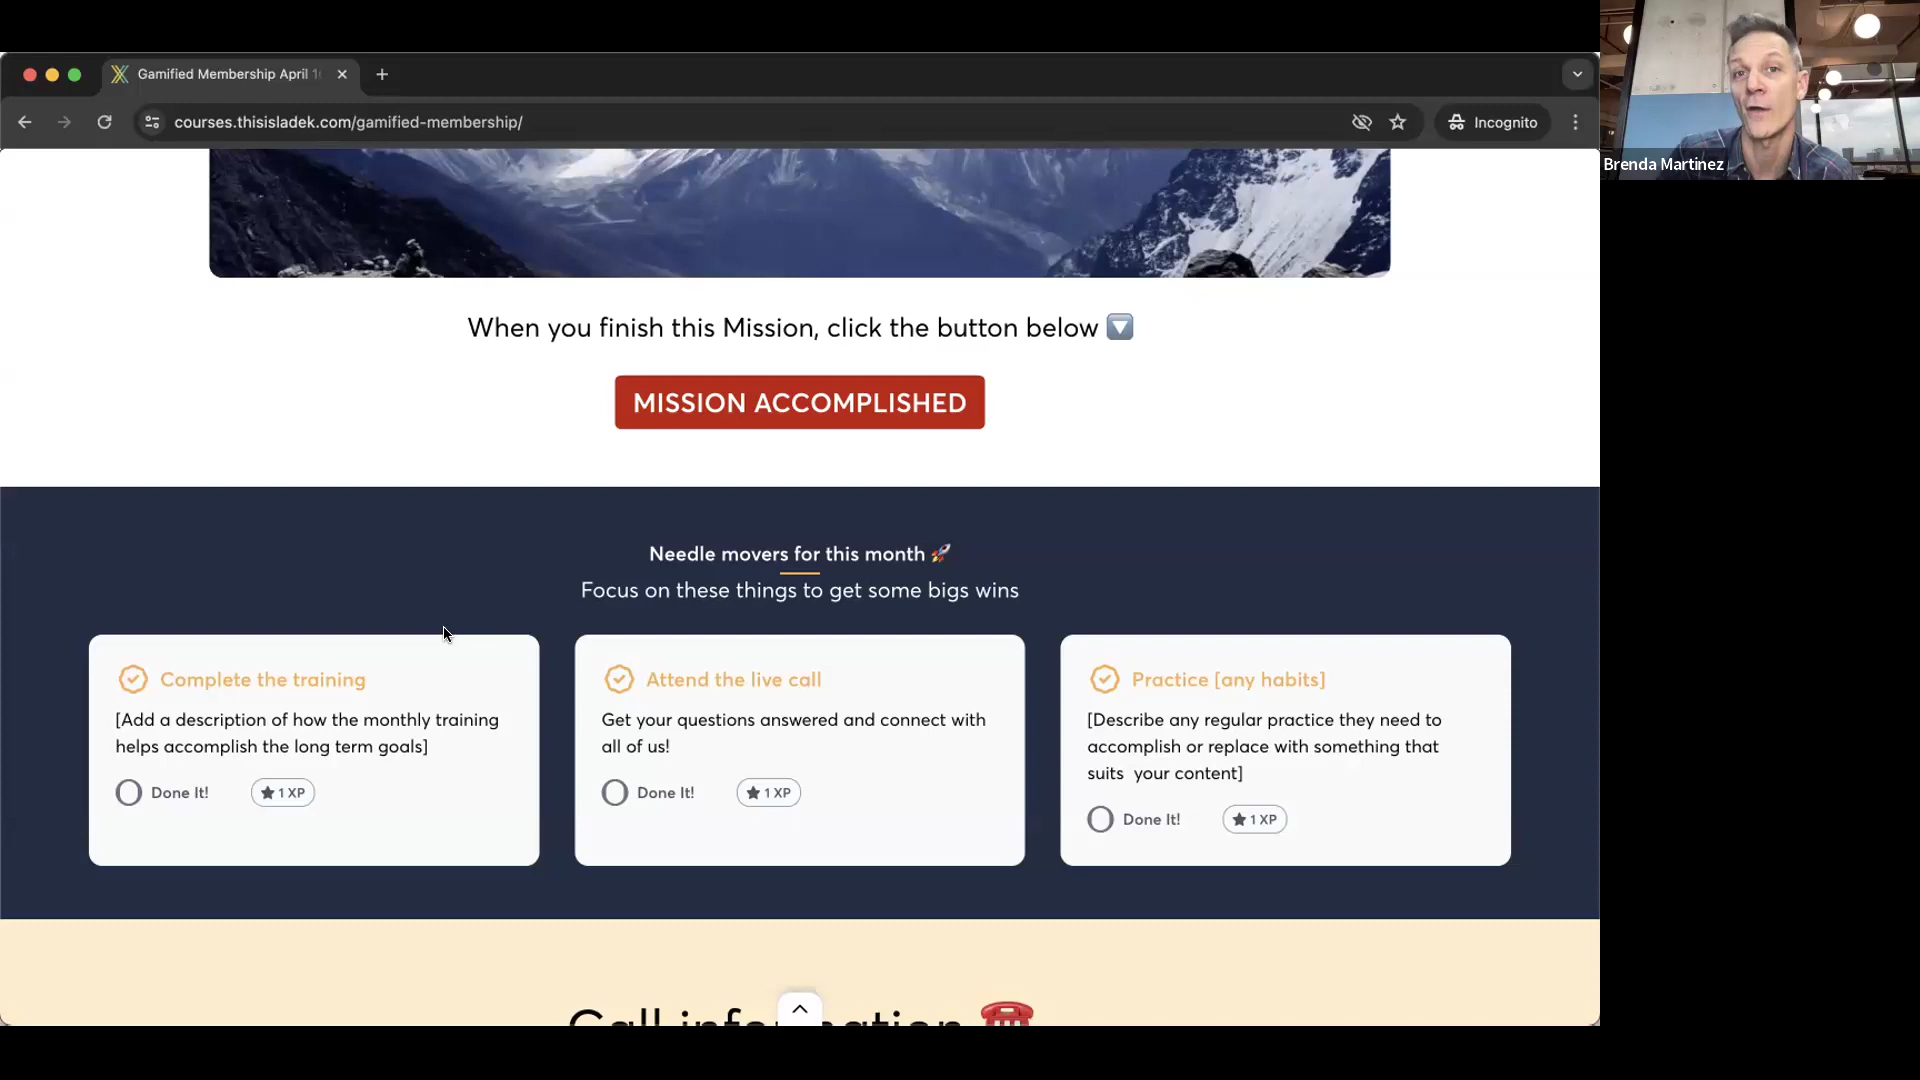 Gamified Membership April 1
courses.thisisladek.com/gamified-membership/
Incognito
Brenda Martinez
When you finish this Mission, click the button below
MISSION ACCOMPLISHED
Needle movers for this month 🚀
Focus on these things to get some bigs wins
Complete the training
[Add a description of how the monthly training
helps accomplish the long term goals]
Done It!
★ 1 XP
Attend the live call
Get your questions answered and connect with
all of us!
Done It!
★ 1 XP
Practice [any habits]
[Describe any regular practice they need to
accomplish or replace with something that
suits  your content]
Done It!
★ 1 XP
Call information ☎️